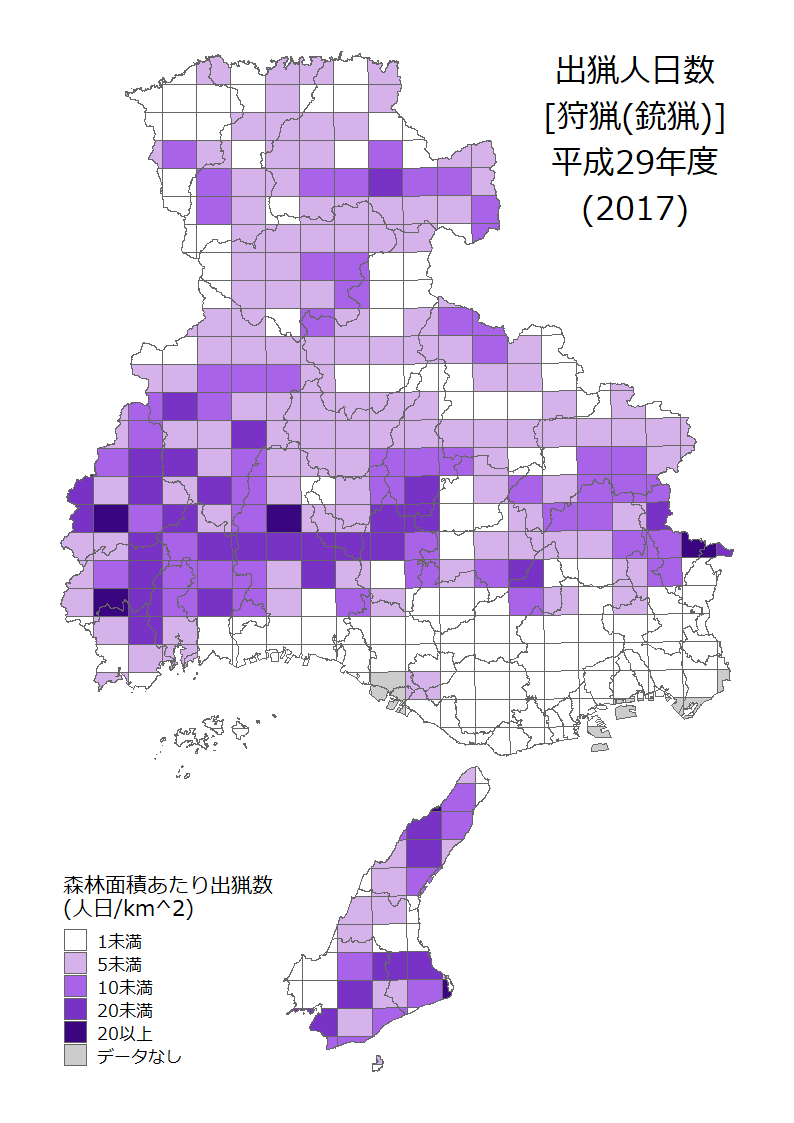 出猟人日数
[狩猟(銃猟)]
平成29年度
(2017)
森林面積あたり出猟数
(人日/km^2)
1未満
5未満
10未満
20未満
20以上
データなし